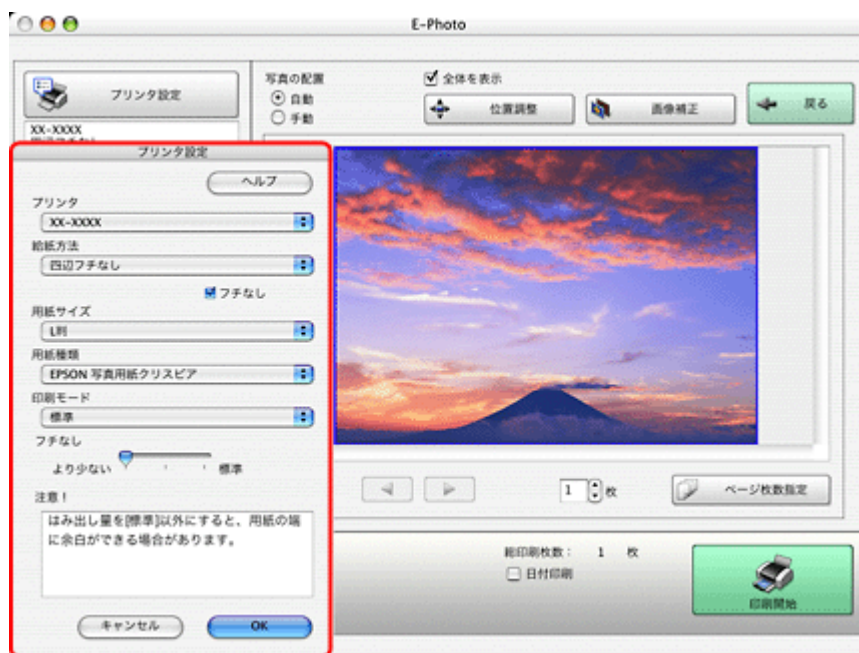 E-Photo
プリンタ設定
XX-XXXX
写真の配置
自動
手動
全体を表示
位置調整
画像補正
戻る
プリンタ設定
ヘルプ
プリンタ
XX-XXXX
給紙方法
四辺フチなし
フチなし
用紙サイズ
L判
用紙種類
EPSON 写真用紙クリスピア
印刷モード
標準
フチなし
より少ない
標準
注意！
はみ出し量を[標準]以外にすると、用紙の端
に余白ができる場合があります。
キャンセル
OK
1 枚
ページ枚数指定
総印刷枚数： 1 枚
日付印刷
印刷開始